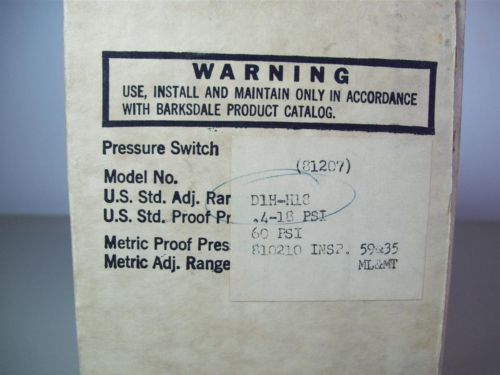 WARNING
USE, INSTALL AND MAINTAIN ONLY IN ACCORDANCE
WITH BARKSDALE PRODUCT CATALOG.
Pressure Switch
(81207)
Model No.
U.S. Std. Adj. Ran D1H-H18
U.S. Std. Proof Pr .4-18 PSI
60 PSI
Metric Proof Pres 810210 INSP. 59&35
Metric Adj. Range ML&MT